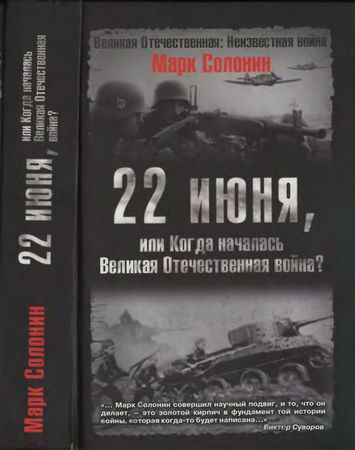 или Когда началась
Великая Отечественная
война?
22 ИЮНЯ,
Марк Солонин
Великая Отечественная: Неизвестная война
Марк Солонин
22 ИЮНЯ,
или Когда началась
Великая Отечественная война?
«... Марк Солонин совершил научный подвиг, и то, что он
делает, – это золотой кирпич в фундамент той истории
войны, которая когда-то будет написана...»
Виктор Суворов